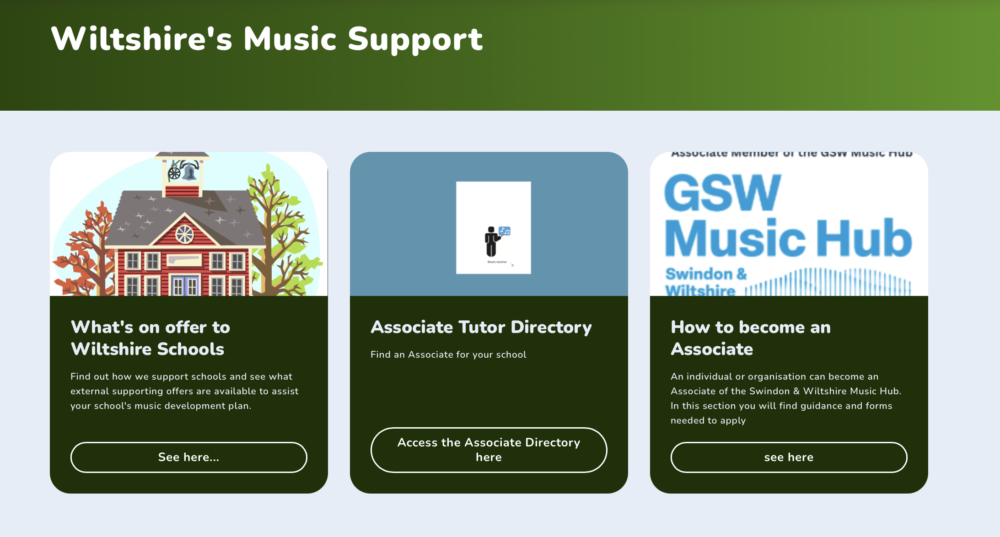 Wiltshire's Music Support
Associate Member of the GSW Music Hub
GSW
Music Hub
Swindon &
Wiltshire
Music teacher
What's on offer to
Wiltshire Schools
Find out how we support schools and see what
external supporting offers are available to assist
your school's music development plan.
See here...
Associate Tutor Directory
Find an Associate for your school
Access the Associate Directory
here
How to become an
Associate
An individual or organisation can become an
Associate of the Swindon & Wiltshire Music Hub.
In this section you will find guidance and forms
needed to apply
see here